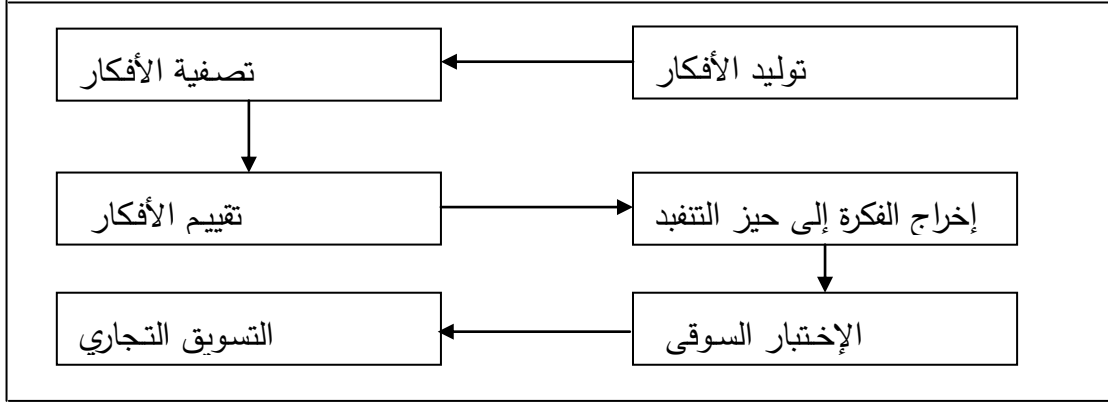 توليد الأفكار
تصفية الأفكار
تقييم الأفكار
إخراج الفكرة إلى حيز التنفبد
الإختبار السوقى
التسويق التجاري